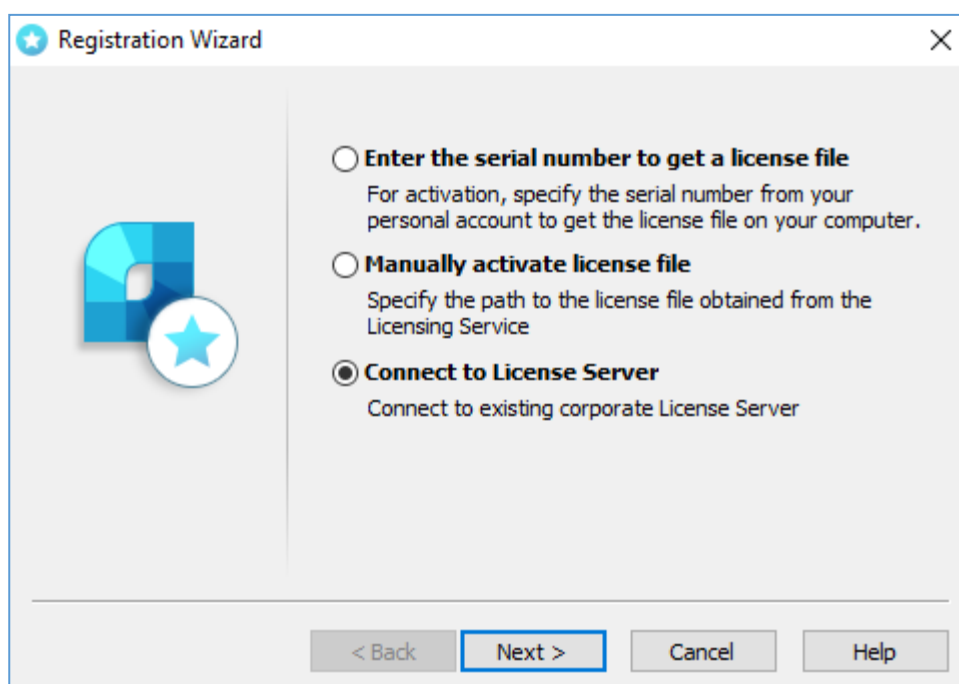 Registration Wizard
Enter the serial number to get a license file
For activation, specify the serial number from your
personal account to get the license file on your computer.
Manually activate license file
Specify the path to the license file obtained from the
Licensing Service
Connect to License Server
Connect to existing corporate License Server
< Back
Next >
Cancel
Help